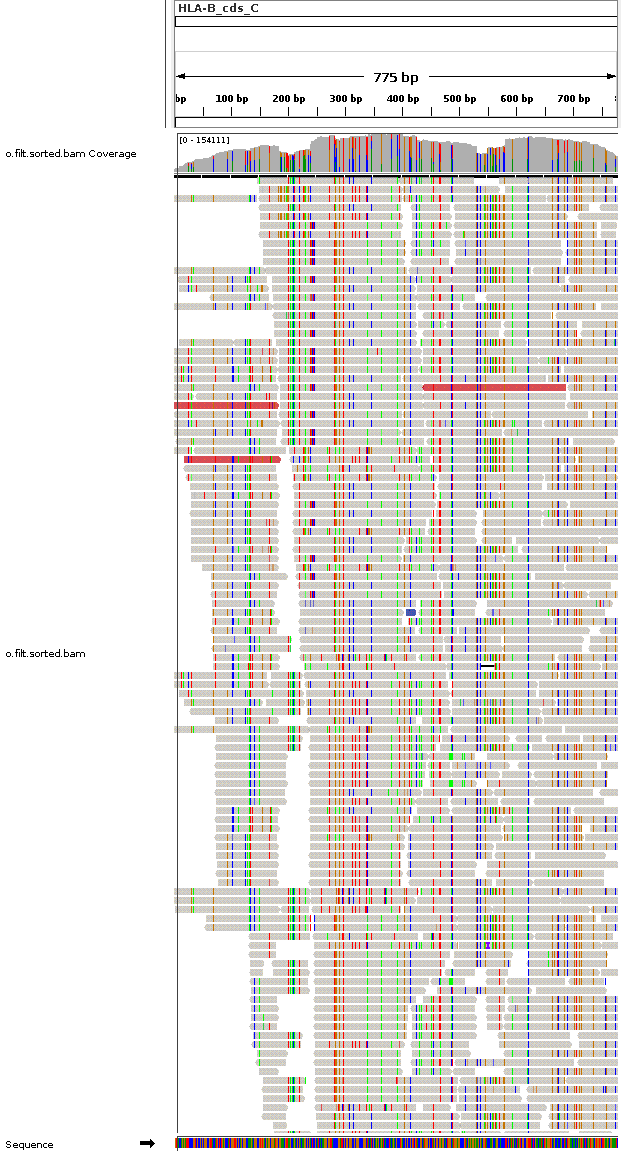 HLA-B_cds_C
775 bp
bp 100 bp 200 bp 300 bp 400 bp 500 bp 600 bp 700 bp
[0 - 154111]
o.filt.sorted.bam Coverage
o.filt.sorted.bam
Sequence